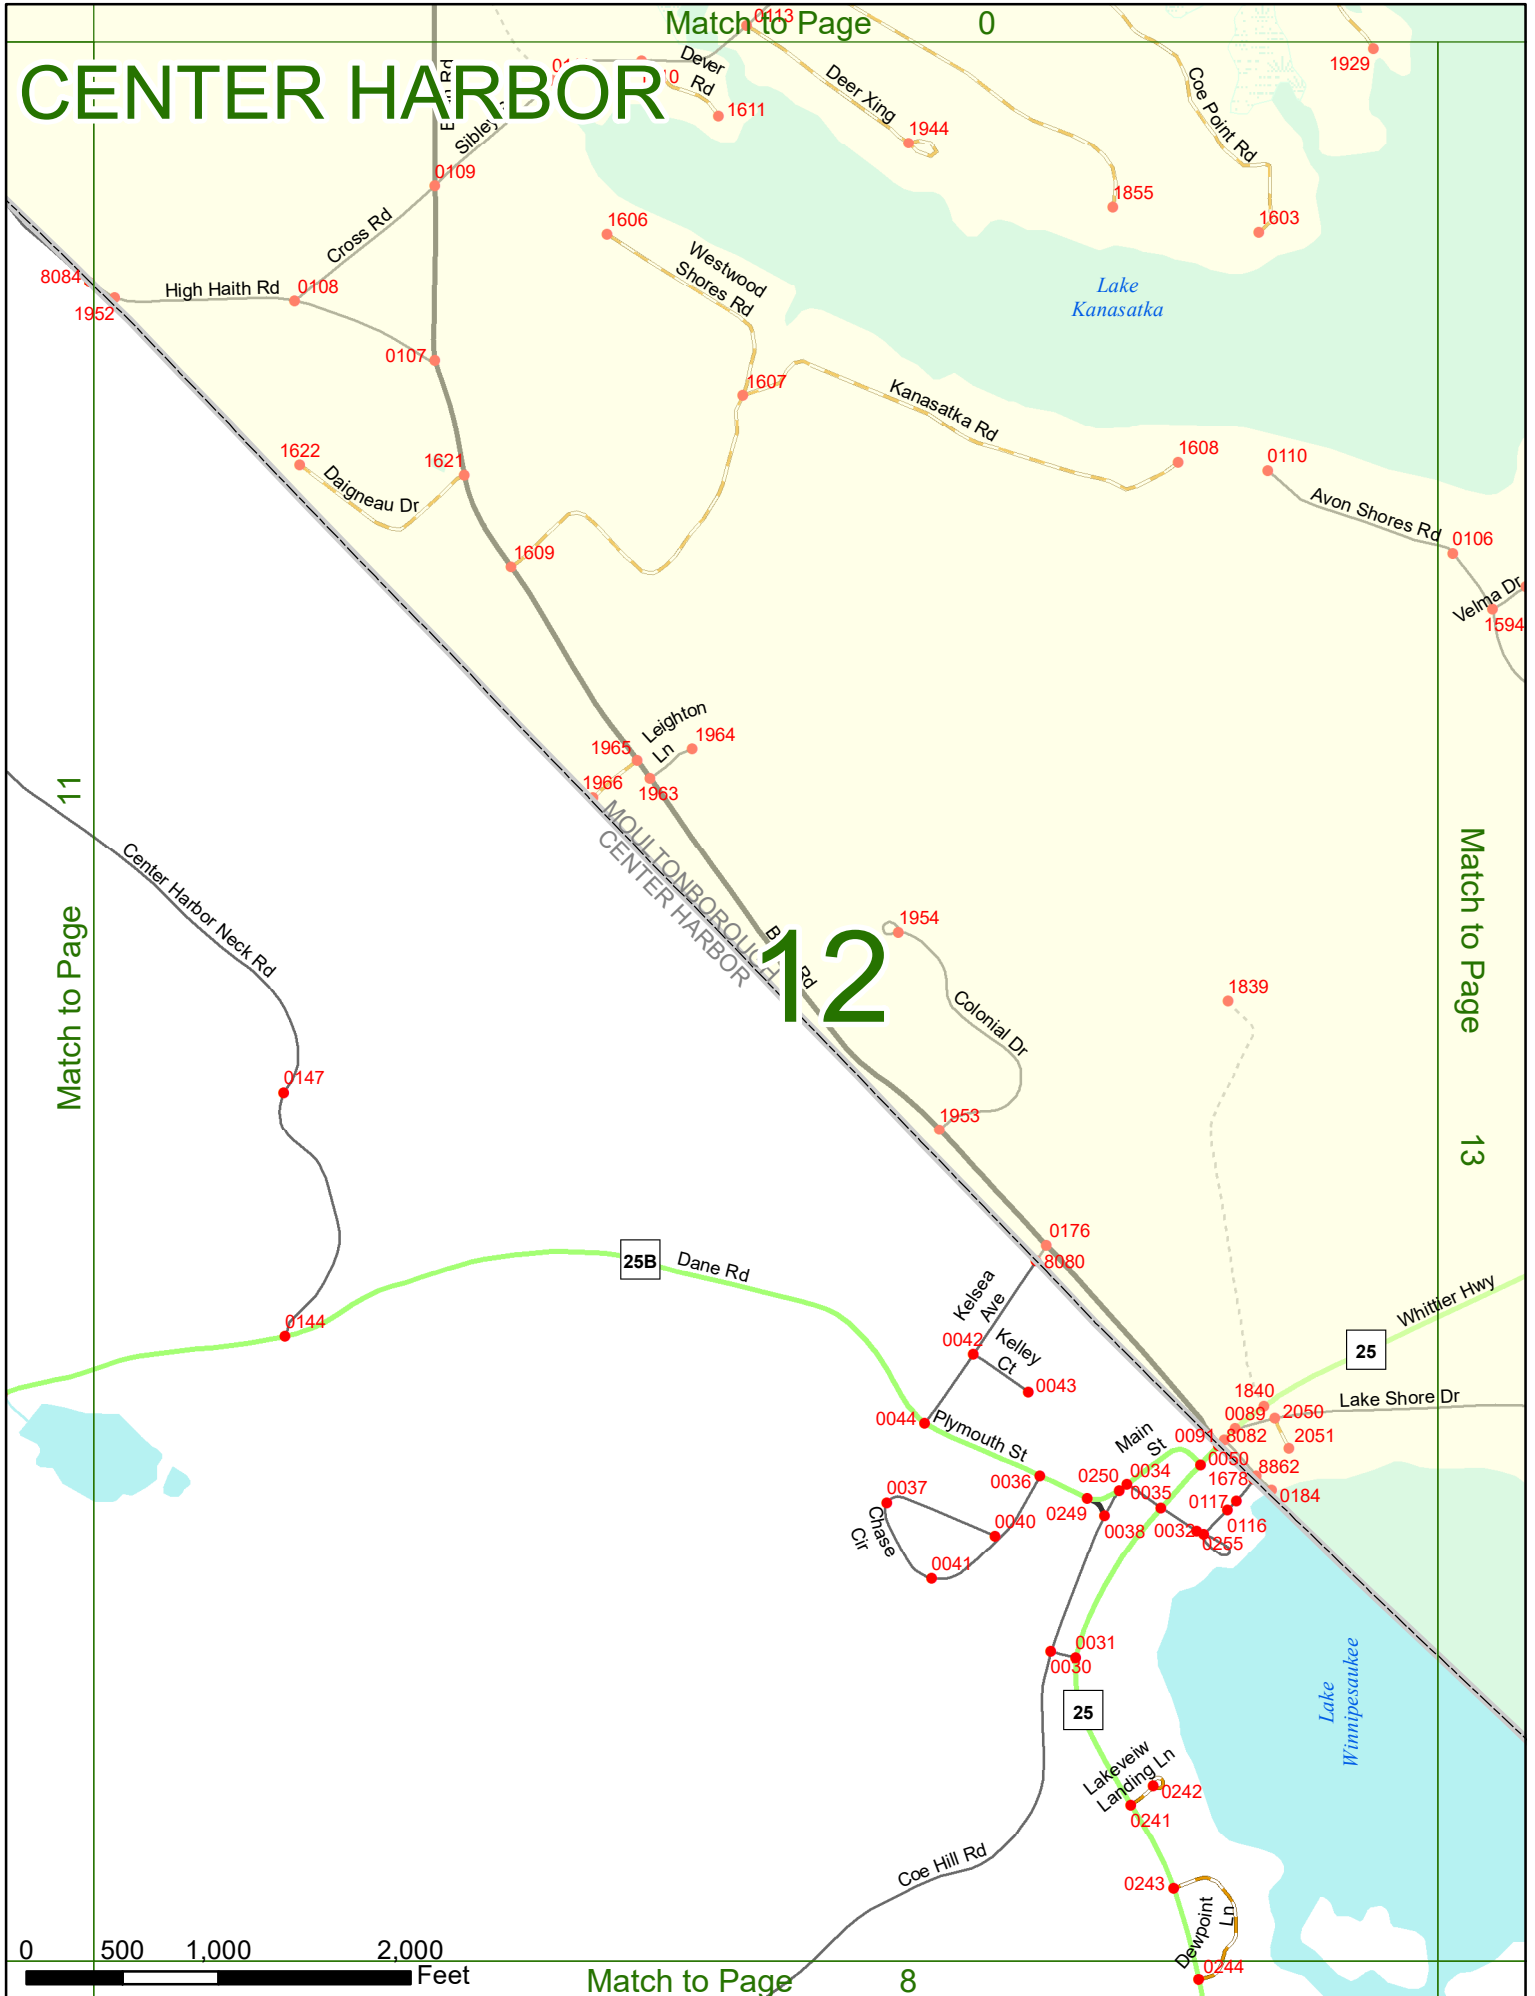 Match to Page 0
CENTER HARBOR
0113
1929
Dever
Rd
1611
Deer Xing
1944
Coe Point Rd
Sibley
0109
1855
1603
1606
Cross Rd
Westwood
Shores Rd
Lake
Kanasatka
8084
1952
High Haith Rd
0108
0107
1607
Kanasatka Rd
1622
1621
Daigneau Dr
1608
0110
Avon Shores Rd
0106
1609
Velma Dr
1594
Leighton
Ln
1964
1965
1966
1963
MOULTONBOROUGH
CENTER HARBOR
Match to Page 11
Center Harbor Neck Rd
Rd
12
1954
Colonial Dr
1839
Match to Page 13
0147
1953
0176
8080
25B
Dane Rd
0144
Kelsea
Ave
0042
Kelley
Ct
0043
Whittier Hwy
25
1840
Lake Shore Dr
0044
Plymouth St
0089
2050
0091
8082
2051
Main
St
0050
0036
0250
0034
1678
8862
0037
0035
0117
0184
0249
0038
0032
0116
Chase
Cir
0040
0255
0041
0031
0030
25
Lake
Winnipesaukee
Lakeveiw
Landing Ln
0242
0241
Coe Hill Rd
0243
Dewpoint
Ln
0244
0 500 1,000 2,000
Feet
Match to Page 8